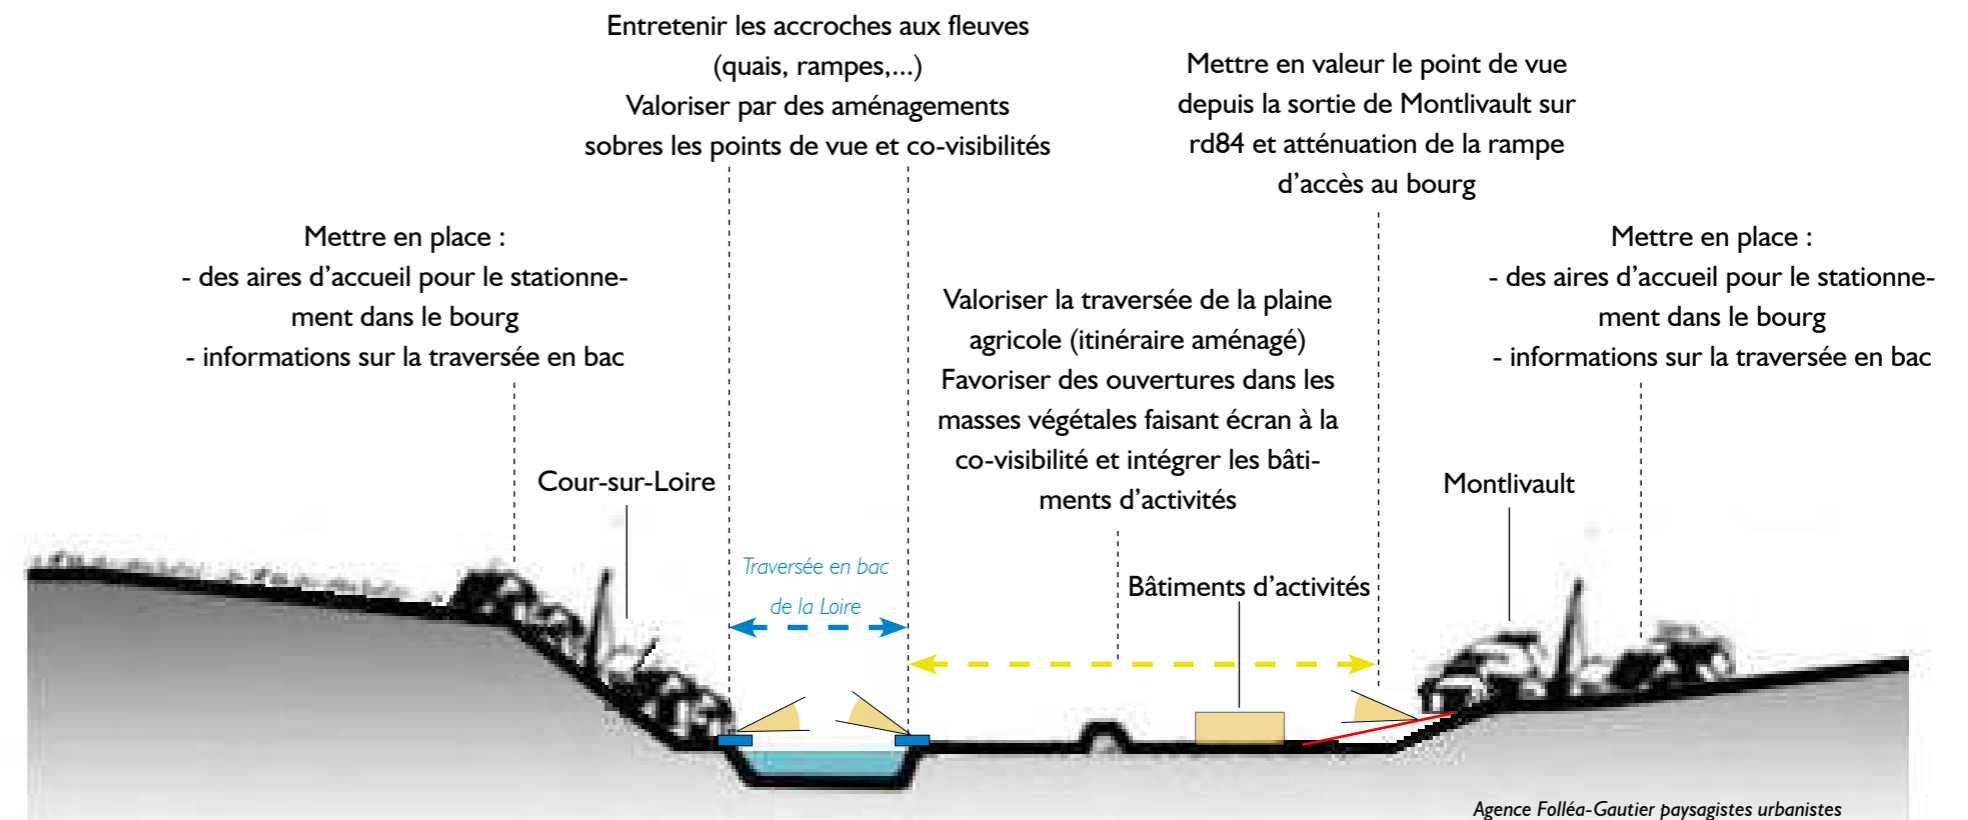 Entretenir les accroches aux fleuves
(quais, rampes,...)
Valoriser par des aménagements
sobres les points de vue et co-visibilités
Mettre en valeur le point de vue
depuis la sortie de Montlivault sur
rd84 et atténuation de la rampe
d’accès au bourg
Mettre en place :
- des aires d’accueil pour le stationne-
ment dans le bourg
- informations sur la traversée en bac
Valoriser la traversée de la plaine
agricole (itinéraire aménagé)
Favoriser des ouvertures dans les
masses végétales faisant écran à la
co-visibilité et intégrer les bâti-
ments d’activités
Mettre en place :
- des aires d’accueil pour le stationne-
ment dans le bourg
- informations sur la traversée en bac
Cour-sur-Loire
Montlivault
Traversée en bac
de la Loire
Bâtiments d’activités
Agence Folléa-Gautier paysagistes urbanistes